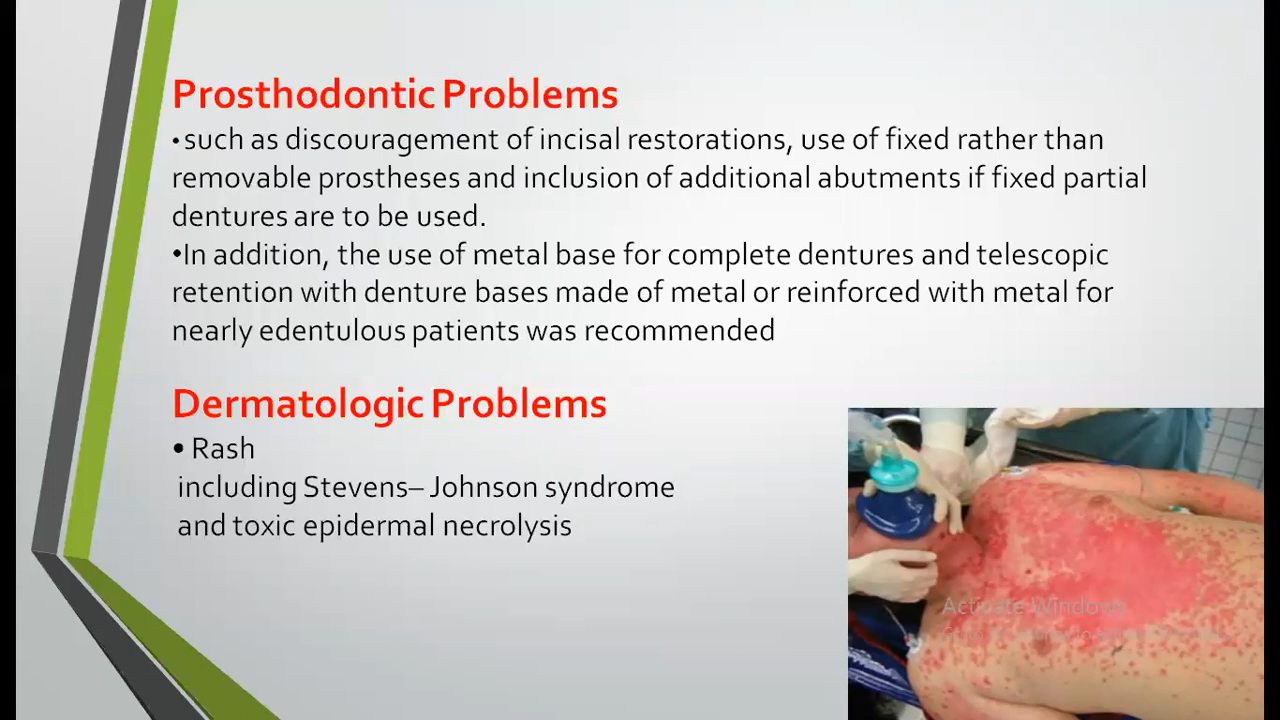 Prosthodontic Problems
• such as discouragement of incisal restorations, use of fixed rather than
removable prostheses and inclusion of additional abutments if fixed partial
dentures are to be used.
•In addition, the use of metal base for complete dentures and telescopic
retention with denture bases made of metal or reinforced with metal for
nearly edentulous patients was recommended
Dermatologic Problems
• Rash
including Stevens– Johnson syndrome
and toxic epidermal necrolysis
Activate Windows